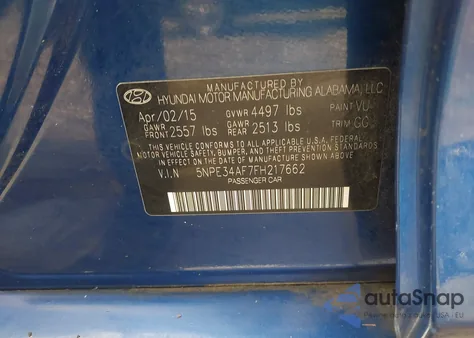 MANUFACTURED BY
HYUNDAI MOTOR MANUFACTURING ALABAMA, LLC
Apr/02/15 GVWR 4497 lbs PAINT VU
GAWR FRONT 2557 lbs GAWR REAR 2513 lbs TRIM GG
THIS VEHICLE CONFORMS TO ALL APPLICABLE U.S.A. FEDERAL
MOTOR VEHICLE SAFETY, BUMPER, AND THEFT PREVENTION
STANDARDS IN EFFECT ON THE DATE OF MANUFACTURE SHOWN ABOVE.
V.I.N 5NPE34AF7FH217662
PASSENGER CAR
autoSnap